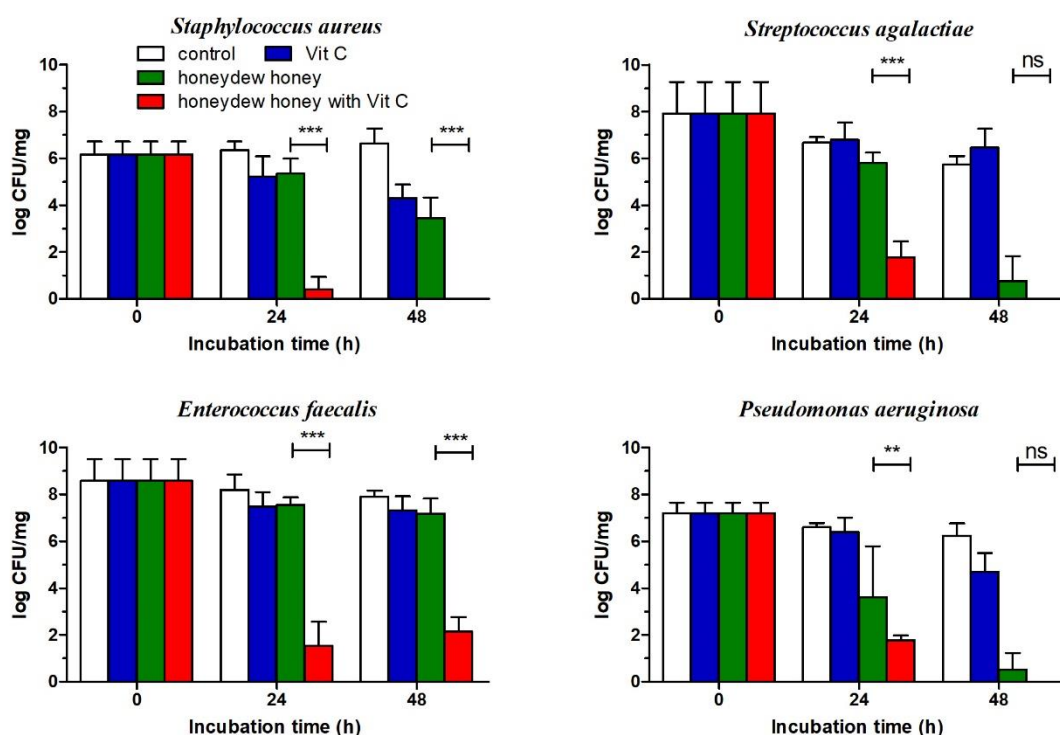 Staphylococcus aureus
control Vit C
honeydew honey
honeydew honey with Vit C
*** ***
10
8
6
4
2
0
log CFU/mg
0 24 48
Incubation time (h)
Streptococcus agalactiae
*** ns
10
8
6
4
2
0
log CFU/mg
0 24 48
Incubation time (h)
Enterococcus faecalis
*** ***
10
8
6
4
2
0
log CFU/mg
0 24 48
Incubation time (h)
Pseudomonas aeruginosa
** ns
10
8
6
4
2
0
log CFU/mg
0 24 48
Incubation time (h)